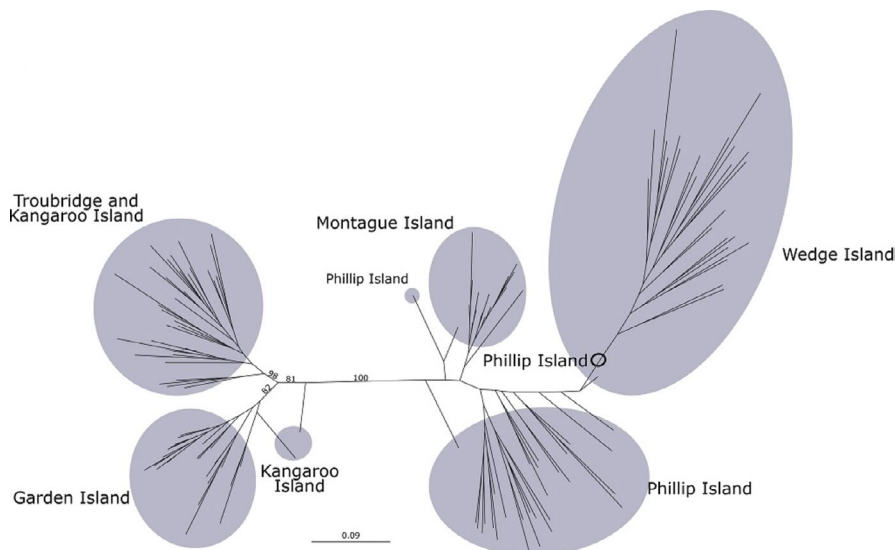 Troubridge and
Kangaroo Island
Montague Island
Phillip Island
Wedge Island
Phillip Island
98
81
100
82
Kangaroo
Island
Garden Island
Phillip Island
0.09